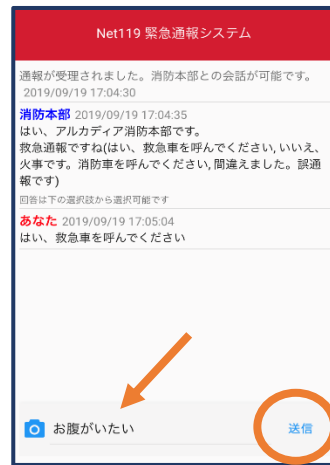 Net119 緊急通報システム
通報が受理されました。消防本部との会話が可能です。
2019/09/19 17:04:30
消防本部 2019/09/19 17:04:35
はい、アルカディア消防本部です。
救急通報ですね(はい、救急車を呼んでください, いいえ、
火事です。消防車を呼んでください, 間違えました。誤通
報です)
回答は下の選択肢から選択可能です
あなた 2019/09/19 17:05:04
はい、救急車を呼んでください
お腹がいたい
送信